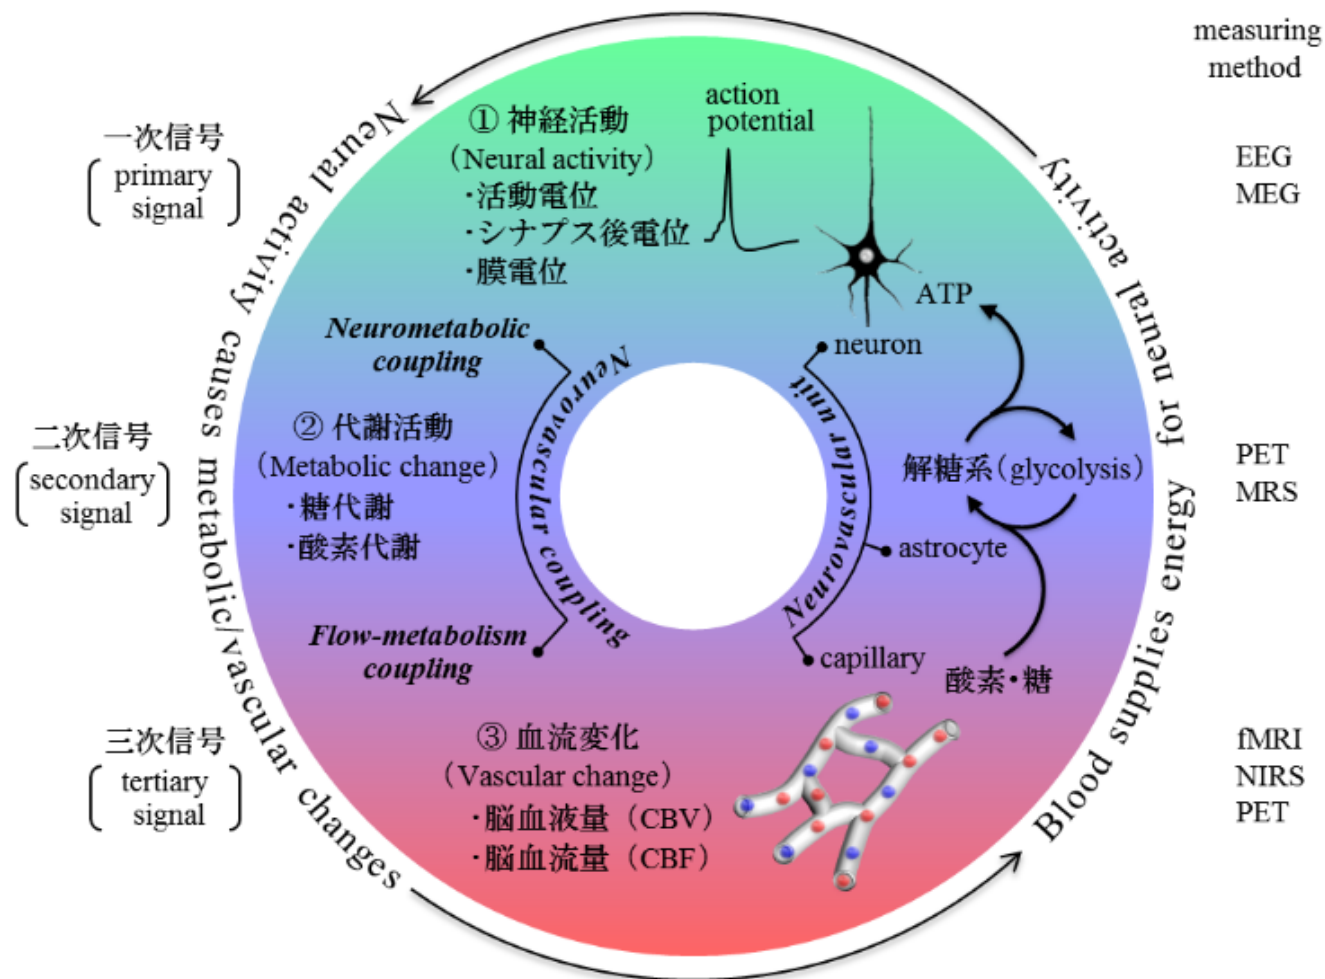 measuring
method
一次信号
primary
signal
① 神経活動
(Neural activity)
・活動電位
・シナプス後電位
・膜電位
action
potential
EEG
MEG
ATP
neuron
Neurometabolic
coupling
Neurovascular coupling
Neurovascular unit
二次信号
secondary
signal
② 代謝活動
(Metabolic change)
・糖代謝
・酸素代謝
解糖系(glycolysis)
astrocyte
PET
MRS
Flow-metabolism
coupling
capillary
酸素・糖
三次信号
tertiary
signal
③ 血流変化
(Vascular change)
・脳血液量(CBV)
・脳血流量(CBF)
fMRI
NIRS
PET
Neural activity causes metabolic/vascular changes
Blood supplies energy for neural activity